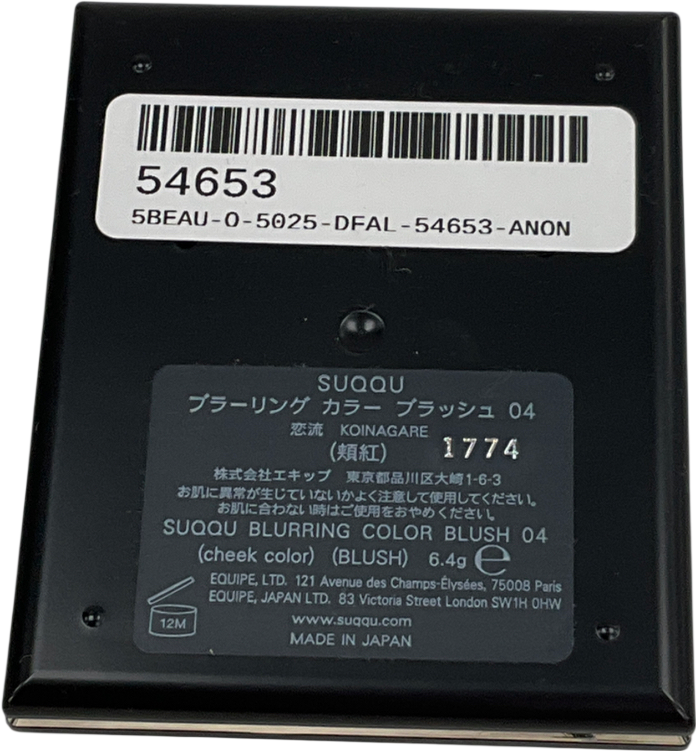 54653
5BEAU-O-5025-DFAL-54653-ANON
SUQQU
ブラーリング カラー ブラッシュ 04
恋流 KOINAGARE
(頬紅) 1774
株式会社エキップ 東京都品川区大崎1-6-3
お肌に異常が生じていないかよく注意して使用してください。
お肌に合わない時はご使用をおやめください。
SUQQU BLURRING COLOR BLUSH 04
(cheek color) (BLUSH) 6.4g ℮
EQUIPE, LTD. 121 Avenue des Champs-Élysées, 75008 Paris
EQUIPE, JAPAN LTD. 83 Victoria Street London SW1H 0HW
12M
www.suqqu.com
MADE IN JAPAN